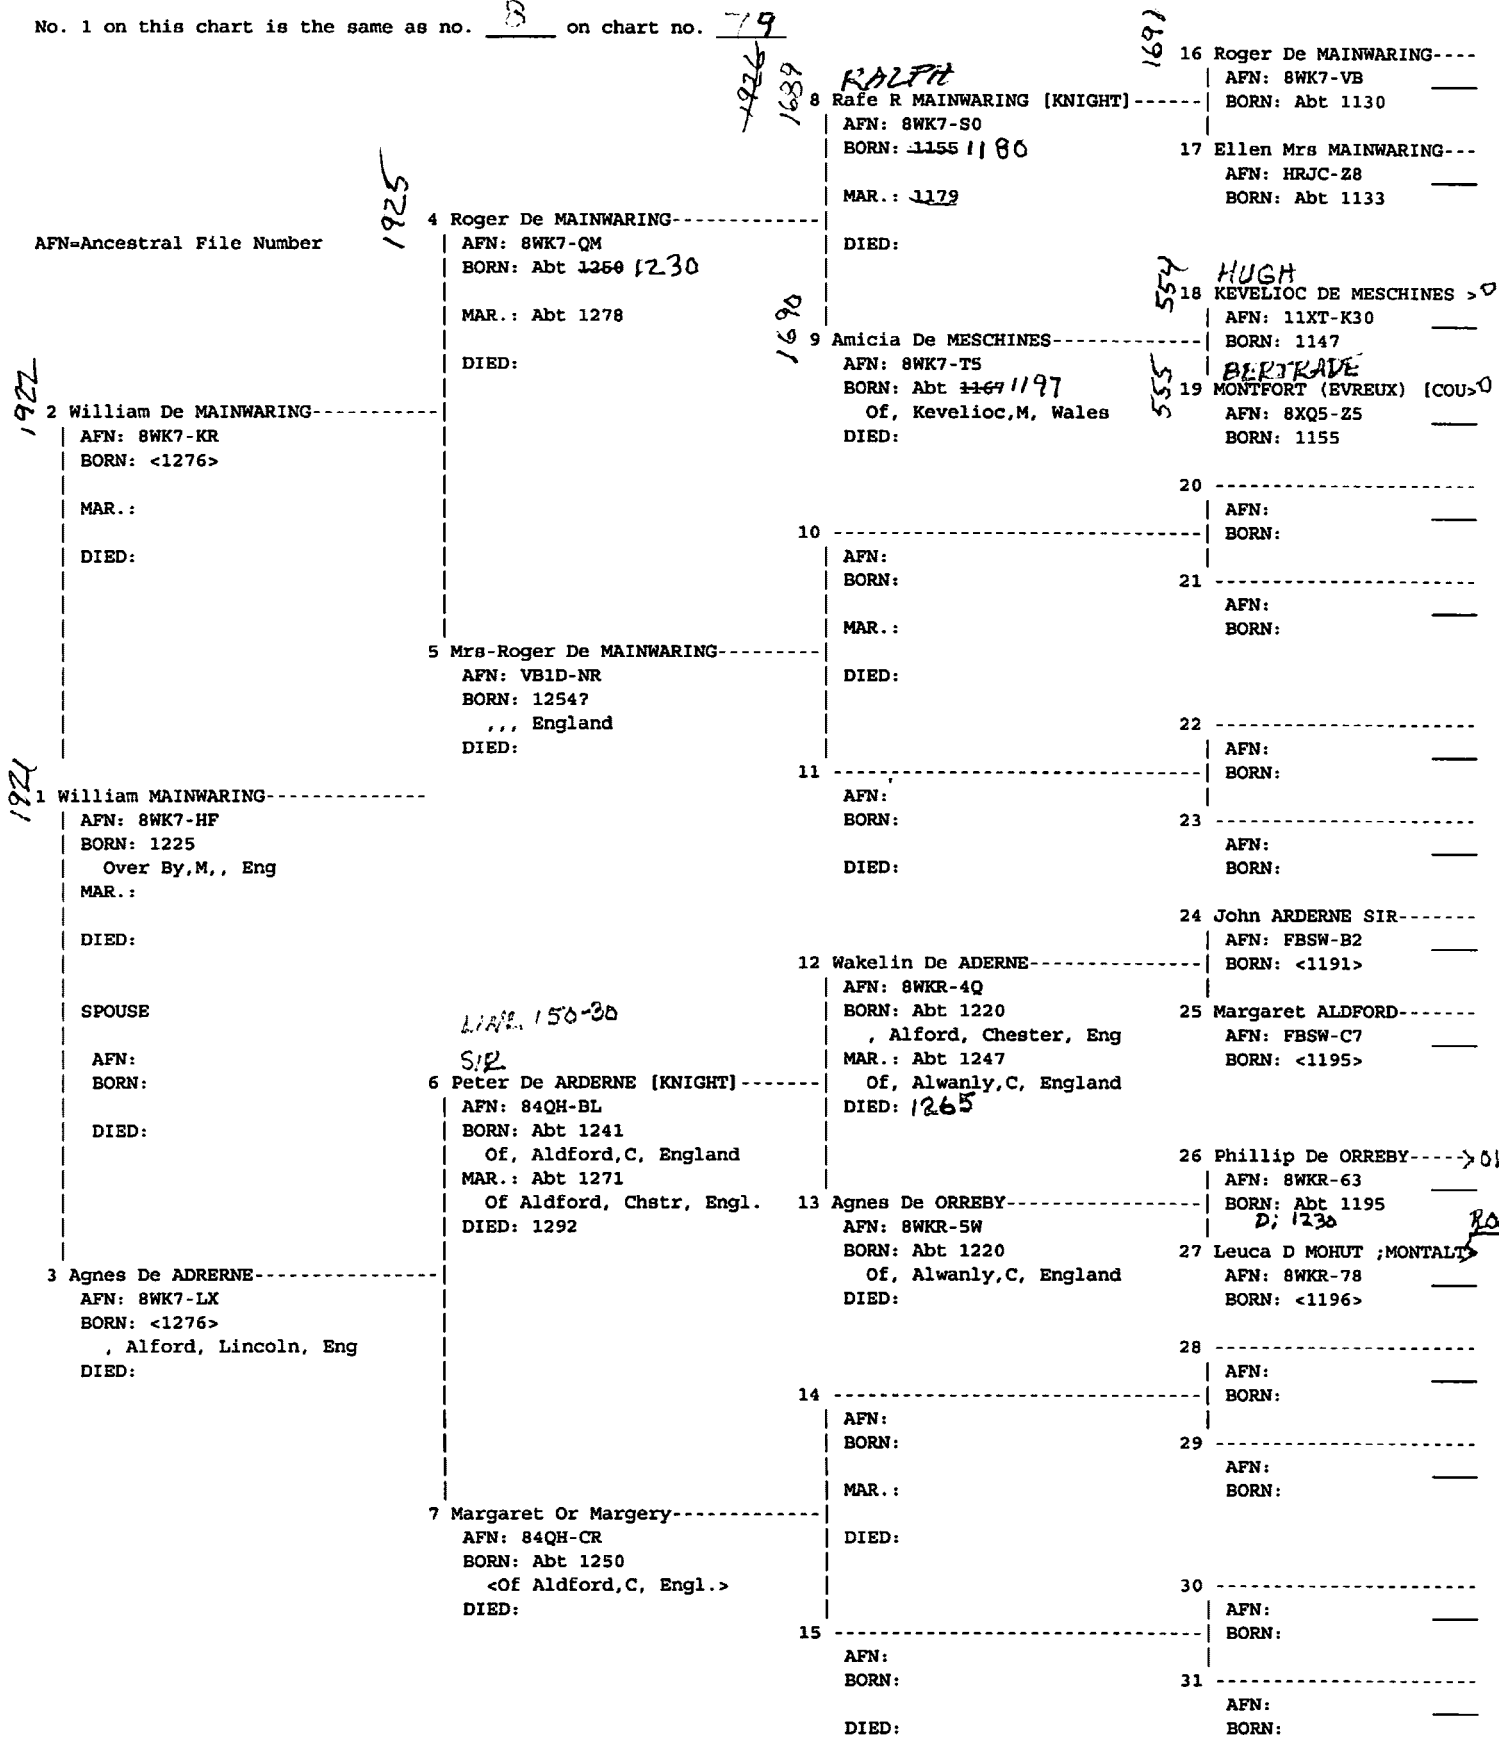 No. 1 on this chart is the same as no. 8 on chart no. 79
AFN=Ancestral File Number
1921
1 William MAINWARING--------------
AFN: 8WK7-HF
BORN: 1225
Over By,M,, Eng
MAR.:
DIED:
SPOUSE
AFN:
BORN:
DIED:
1922
2 William De MAINWARING-----------
AFN: 8WK7-KR
BORN: <1276>
MAR.:
DIED:
3 Agnes De ADRERNE----------------
AFN: 8WK7-LX
BORN: <1276>
, Alford, Lincoln, Eng
DIED:
1925
4 Roger De MAINWARING-------------
AFN: 8WK7-QM
BORN: Abt 1250 1230
MAR.: Abt 1278
DIED:
5 Mrs-Roger De MAINWARING---------
AFN: VB1D-NR
BORN: 1254?
,,, England
DIED:
LINE 150-30
SIR
6 Peter De ARDERNE [KNIGHT]-------
AFN: 84QH-BL
BORN: Abt 1241
Of, Aldford,C, England
MAR.: Abt 1271
Of Aldford, Chstr, Engl.
DIED: 1292
7 Margaret Or Margery-------------
AFN: 84QH-CR
BORN: Abt 1250
<Of Aldford,C, Engl.>
DIED:
1926
1689
RALPH
8 Rafe R MAINWARING [KNIGHT]------
AFN: 8WK7-S0
BORN: 1155 1180
MAR.: 1179
DIED:
1690
9 Amicia De MESCHINES-------------
AFN: 8WK7-T5
BORN: Abt 1167 1197
Of, Kevelioc,M, Wales
DIED:
10 --------------------------------
AFN:
BORN:
MAR.:
DIED:
11 --------------------------------
AFN:
BORN:
DIED:
12 Wakelin De ADERNE---------------
AFN: 8WKR-4Q
BORN: Abt 1220
, Alford, Chester, Eng
MAR.: Abt 1247
Of, Alwanly,C, England
DIED: 1265
13 Agnes De ORREBY-----------------
AFN: 8WKR-5W
BORN: Abt 1220
Of, Alwanly,C, England
DIED:
14 --------------------------------
AFN:
BORN:
MAR.:
DIED:
15 --------------------------------
AFN:
BORN:
DIED:
1691
16 Roger De MAINWARING----
AFN: 8WK7-VB
BORN: Abt 1130
17 Ellen Mrs MAINWARING---
AFN: HRJC-Z8
BORN: Abt 1133
554
HUGH
18 KEVELIOC DE MESCHINES >
AFN: 11XT-K30
BORN: 1147
555
BERTRADE
19 MONTFORT (EVREUX) [COU>
AFN: 8XQ5-Z5
BORN: 1155
20 -----------------------
AFN:
BORN:
21 -----------------------
AFN:
BORN:
22 -----------------------
AFN:
BORN:
23 -----------------------
AFN:
BORN:
24 John ARDERNE SIR-------
AFN: FBSW-B2
BORN: <1191>
25 Margaret ALDFORD-------
AFN: FBSW-C7
BORN: <1195>
26 Phillip De ORREBY-----
AFN: 8WKR-63
BORN: Abt 1195
D; 1230
27 Leuca D MOHUT ;MONTALT>
AFN: 8WKR-78
BORN: <1196>
28 -----------------------
AFN:
BORN:
29 -----------------------
AFN:
BORN:
30 -----------------------
AFN:
BORN:
31 -----------------------
AFN:
BORN: